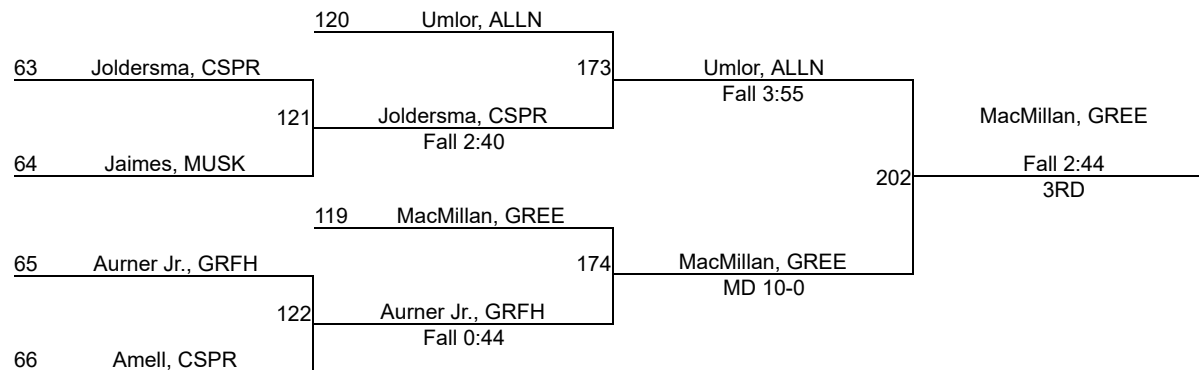 120 Umlor, ALLN
63 Joldersma, CSPR
173
Umlor, ALLN
Fall 3:55
121
Joldersma, CSPR
Fall 2:40
MacMillan, GREE
64 Jaimes, MUSK
Fall 2:44
202
3RD
119 MacMillan, GREE
65 Aurner Jr., GRFH
174
MacMillan, GREE
MD 10-0
122
Aurner Jr., GRFH
Fall 0:44
66 Amell, CSPR